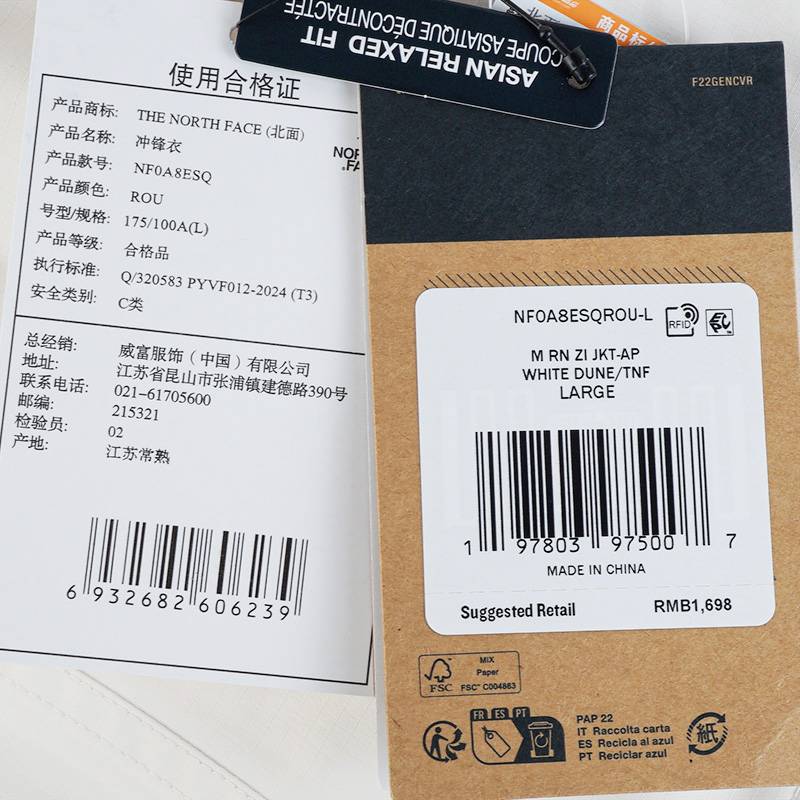 ASIAN RELAXED FIT
COUPE ASIATIQUE DÉCONTRACTÉE
使用合格证
产品商标: THE NORTH FACE (北面)
产品名称: 冲锋衣
产品款号: NF0A8ESQ
产品颜色: ROU
号型/规格: 175/100A(L)
产品等级: 合格品
执行标准: Q/320583 PYVF012-2024 (T3)
安全类别: C类
总经销: 威富服饰（中国）有限公司
地址: 江苏省昆山市张浦镇建德路390号
联系电话: 021-61705600
邮编: 215321
检验员: 02
产地: 江苏常熟
6 932682 606239
F22GENCVR
NF0A8ESQROU-L
RFID
M RN ZI JKT-AP
WHITE DUNE/TNF
LARGE
1 97803 97500 7
MADE IN CHINA
Suggested Retail RMB1,698
FSC
MIX
Paper
FSC™ C004863
FR ES PT
PAP 22
IT Raccolta carta
ES Recicla al azul
PT Reciclar azul
紙